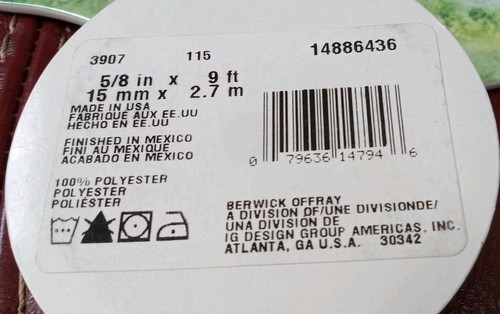 3907 115 14886436
5/8 in x 9 ft
15 mm x 2.7 m
MADE IN USA
FABRIQUE AUX EE.UU
HECHO EN EE.UU
FINISHED IN MEXICO
FINI AU MEXIQUE
ACABADO EN MEXICO
0 79636 14794 6
100% POLYESTER
POLYESTER
POLIÉSTER
BERWICK OFFRAY
A DIVISION OF/UNE DIVISIONDE/
UNA DIVISIÓN DE
IG DESIGN GROUP AMERICAS, INC.
ATLANTA, GA U.S.A. 30342